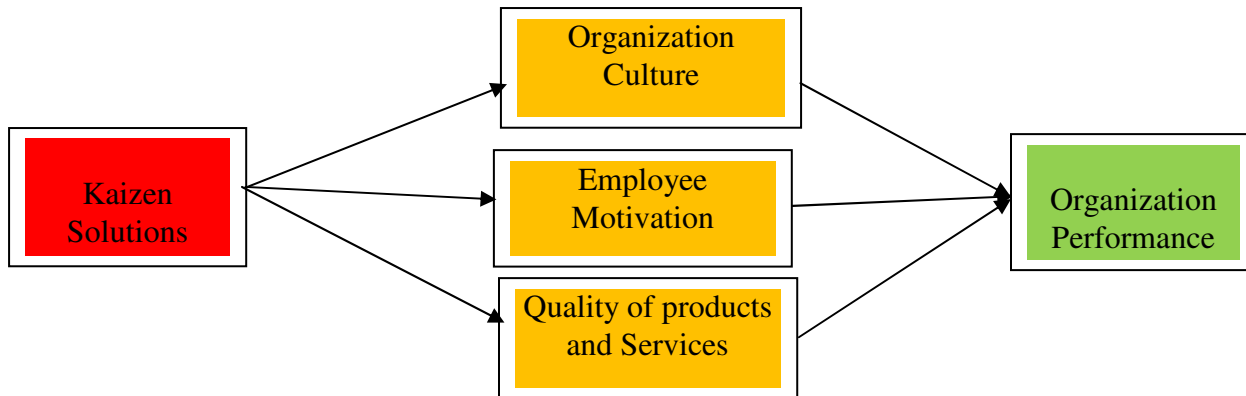 Organization
Culture
Kaizen
Solutions
Employee
Motivation
Organization
Performance
Quality of products
and Services